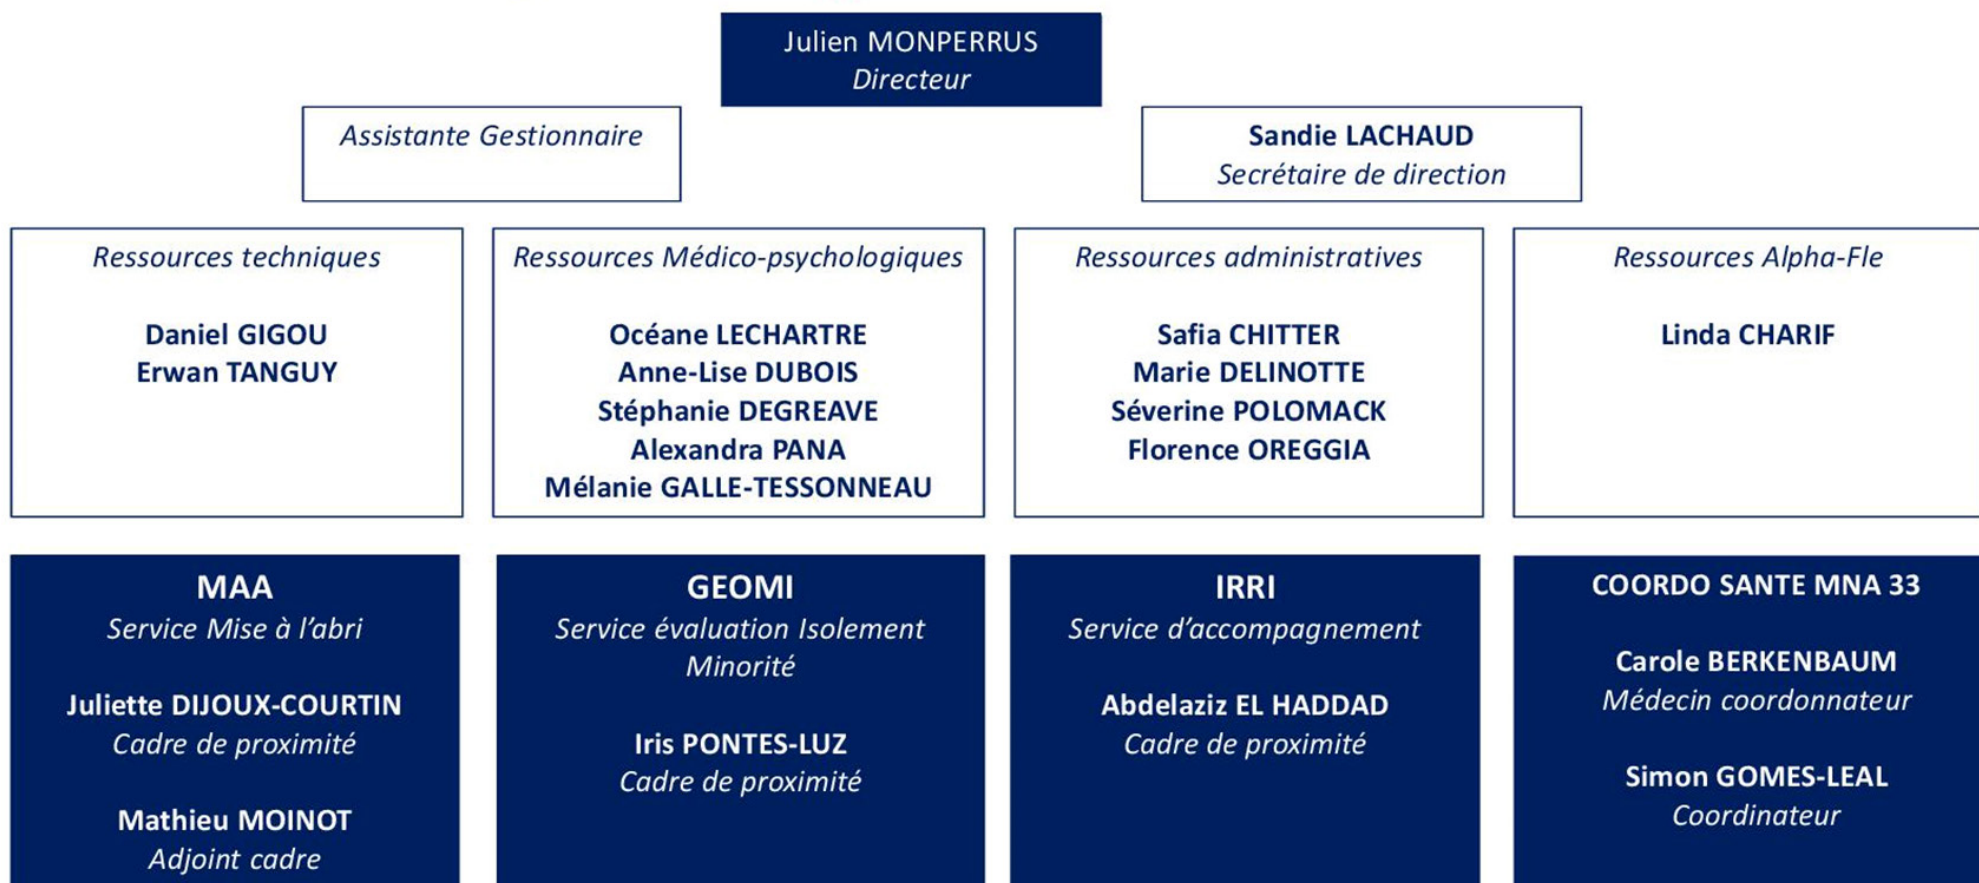 Julien MONPERRUS
Directeur
Assistante Gestionnaire
Sandie LACHAUD
Secrétaire de direction
Ressources techniques
Daniel GIGOU
Erwan TANGUY
Ressources Médico-psychologiques
Océane LECHARTRE
Anne-Lise DUBOIS
Stéphanie DEGREAVE
Alexandra PANA
Mélanie GALLE-TESSONNEAU
Ressources administratives
Safia CHITTER
Marie DELINOTTE
Séverine POLOMACK
Florence OREGGIA
Ressources Alpha-Fle
Linda CHARIF
MAA
Service Mise à l’abri
Juliette DIJOUX-COURTIN
Cadre de proximité
Mathieu MOINOT
Adjoint cadre
GEOMI
Service évaluation Isolement
Minorité
Iris PONTES-LUZ
Cadre de proximité
IRRI
Service d’accompagnement
Abdelaziz EL HADDAD
Cadre de proximité
COORDO SANTE MNA 33
Carole BERKENBAUM
Médecin coordonnateur
Simon GOMES-LEAL
Coordinateur